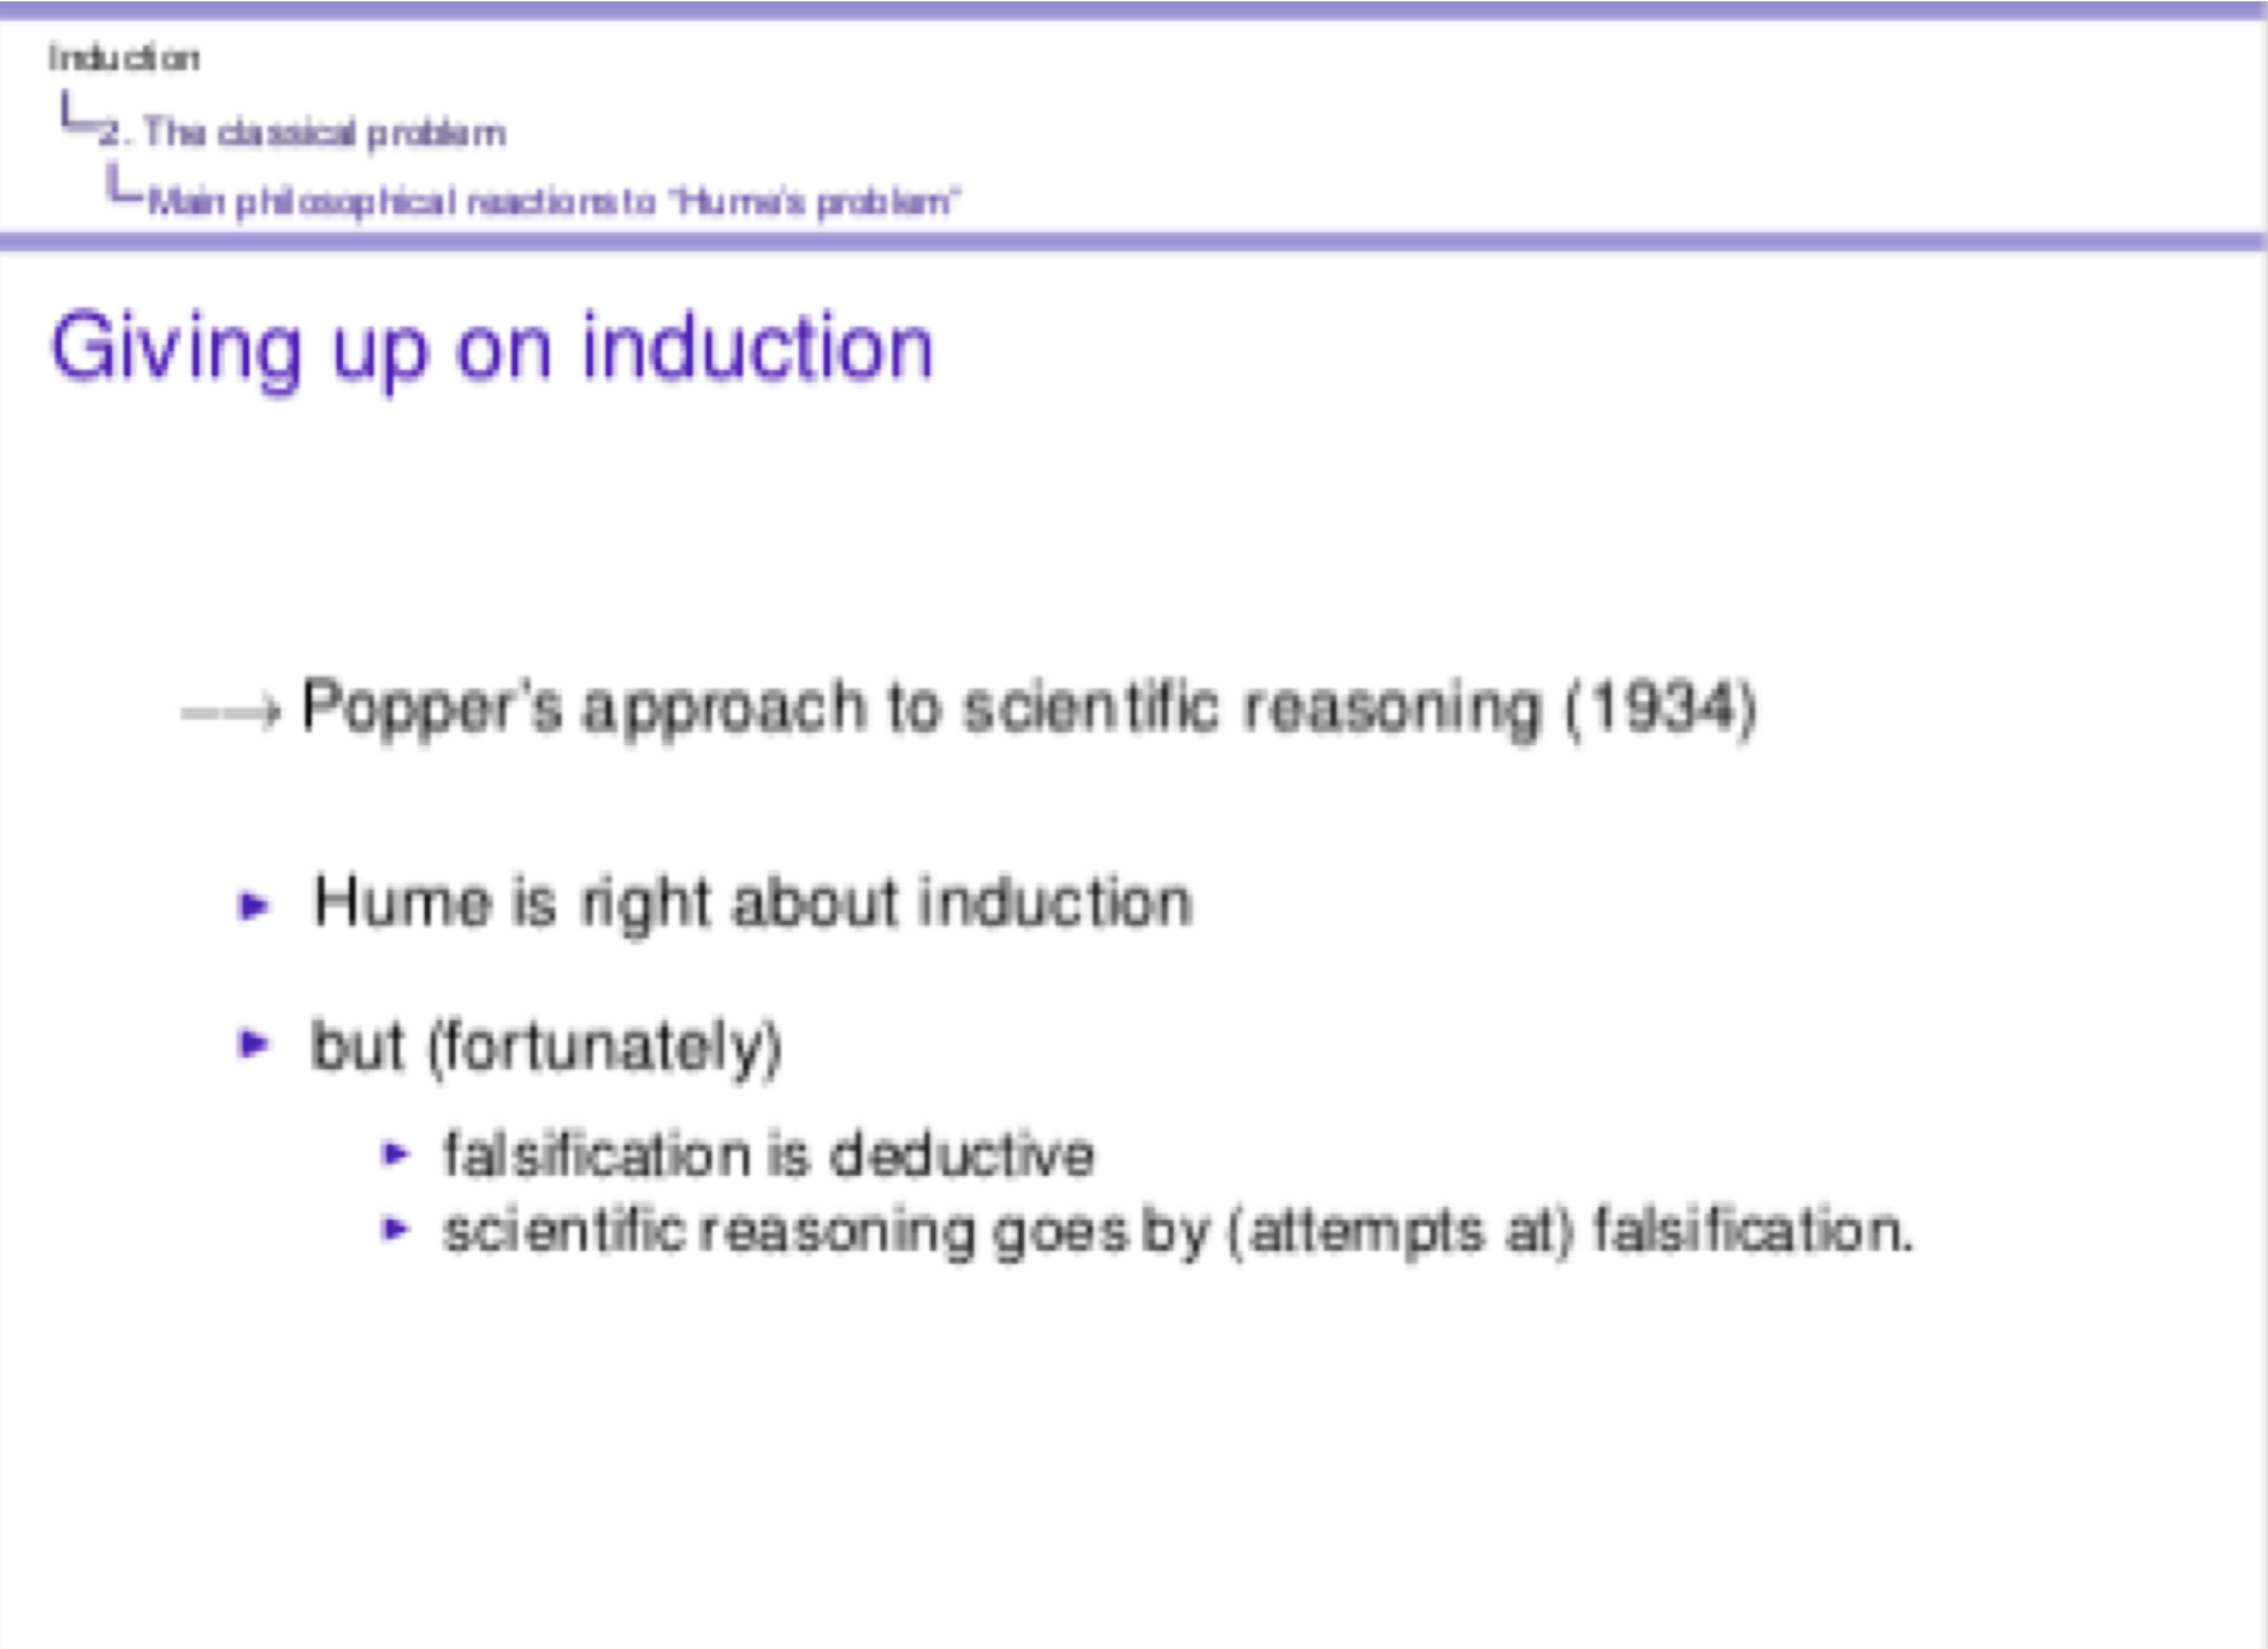 Induction
2. The classical problem
Main philosophical reactions to "Hume's problem"
Giving up on induction
⟶ Popper's approach to scientific reasoning (1934)
▶ Hume is right about induction
▶ but (fortunately)
▶ falsification is deductive
▶ scientific reasoning goes by (attempts at) falsification.